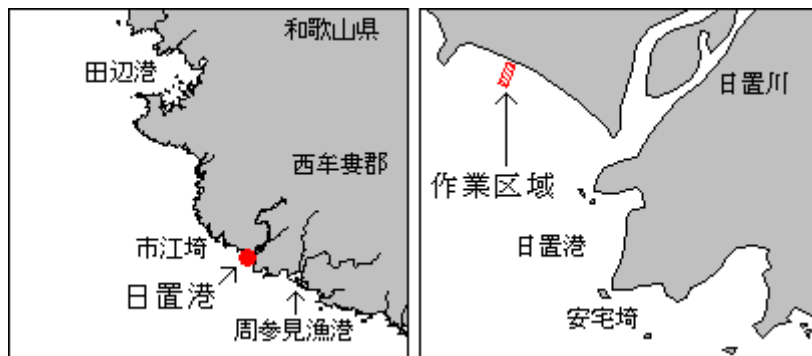 和歌山県
田辺港
西牟婁郡
市江埼
日置港
周参見漁港
日置川
作業区域
日置港
安宅埼